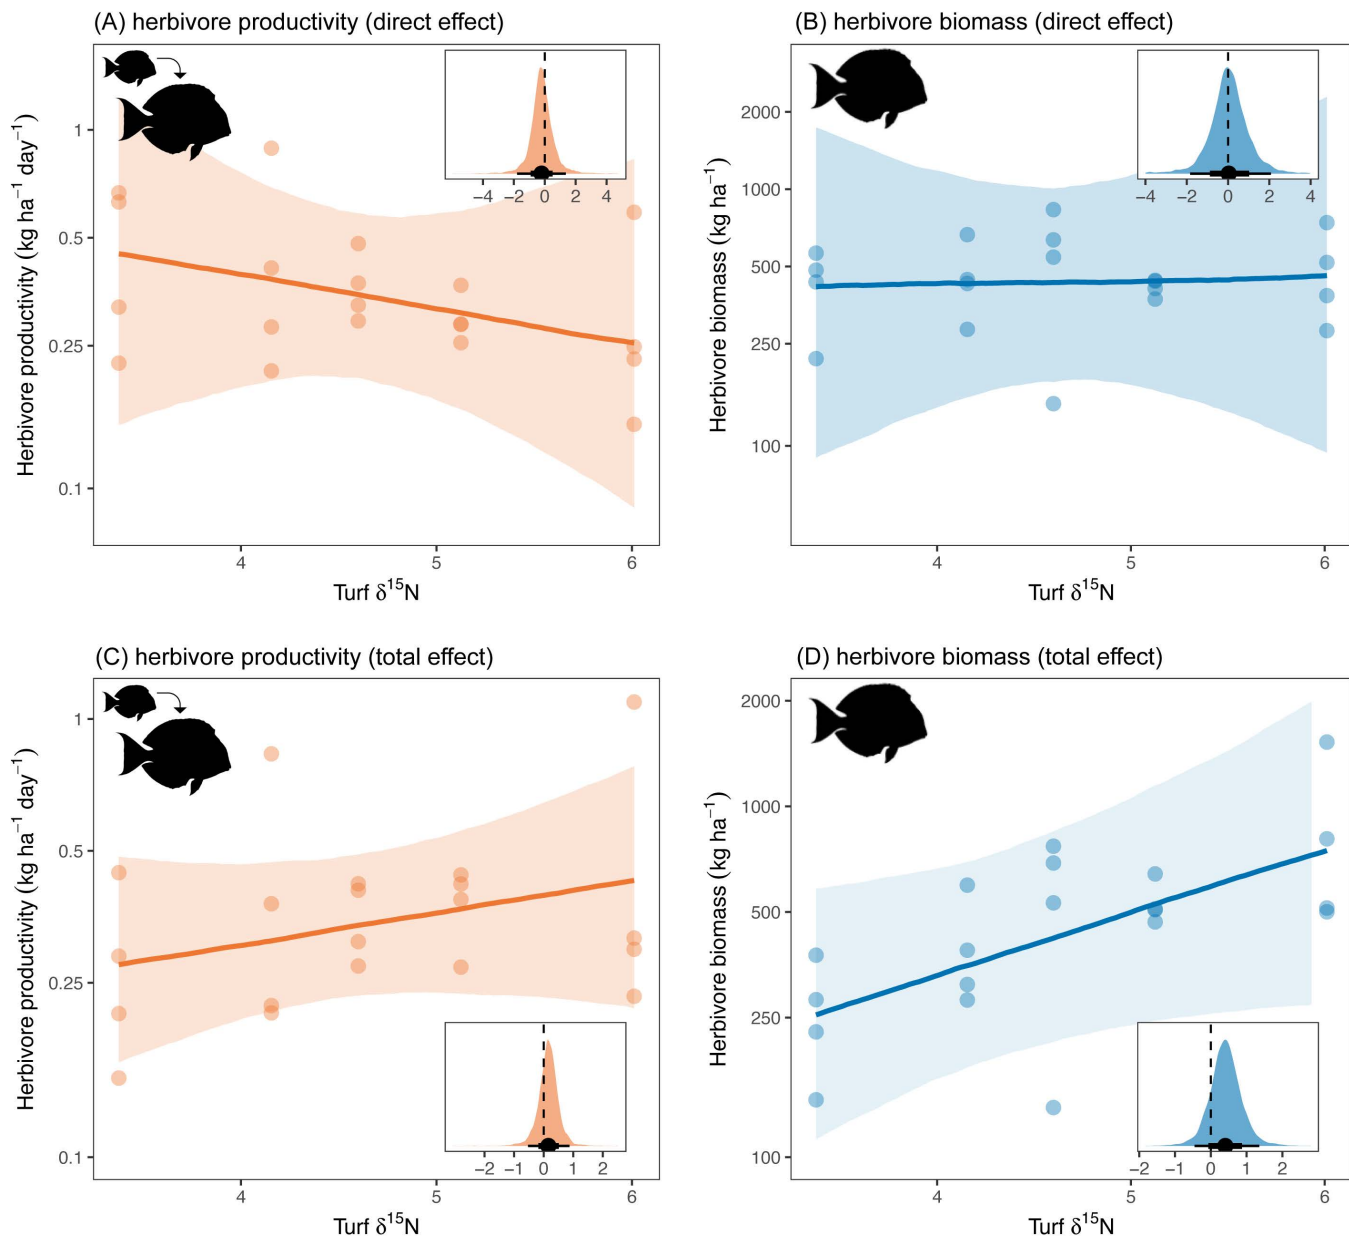 (A) herbivore productivity (direct effect)
Herbivore productivity (kg ha⁻¹ day⁻¹)
1
0.5
0.25
0.1
−4 −2 0 2 4
4 5 6
Turf δ¹⁵N
(B) herbivore biomass (direct effect)
Herbivore biomass (kg ha⁻¹)
2000
1000
500
250
100
−4 −2 0 2 4
4 5 6
Turf δ¹⁵N
(C) herbivore productivity (total effect)
Herbivore productivity (kg ha⁻¹ day⁻¹)
1
0.5
0.25
0.1
−2 −1 0 1 2
4 5 6
Turf δ¹⁵N
(D) herbivore biomass (total effect)
Herbivore biomass (kg ha⁻¹)
2000
1000
500
250
100
−2 −1 0 1 2
4 5 6
Turf δ¹⁵N